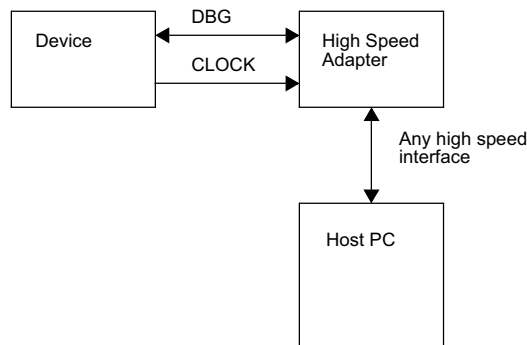 DBG
Device
High Speed
Adapter
CLOCK
Any high speed
interface
Host PC